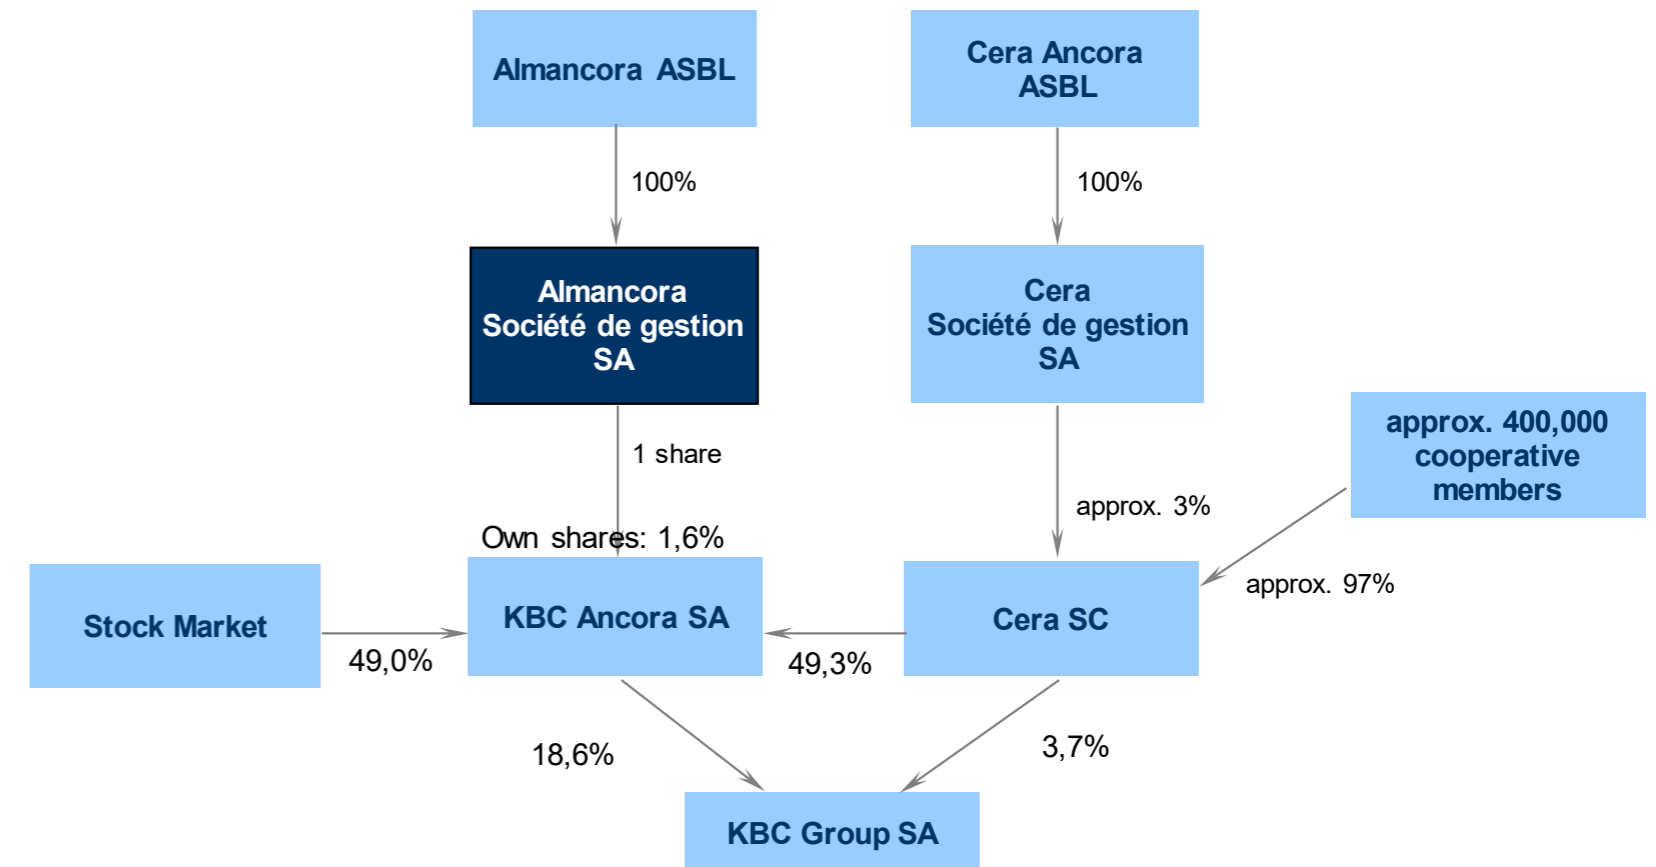 Almancora ASBL
Cera Ancora
ASBL
100%
100%
Almancora
Société de gestion
SA
Cera
Société de gestion
SA
approx. 400,000
cooperative
members
1 share
approx. 3%
Own shares: 1,6%
approx. 97%
Stock Market
KBC Ancora SA
Cera SC
49,0%
49,3%
18,6%
3,7%
KBC Group SA